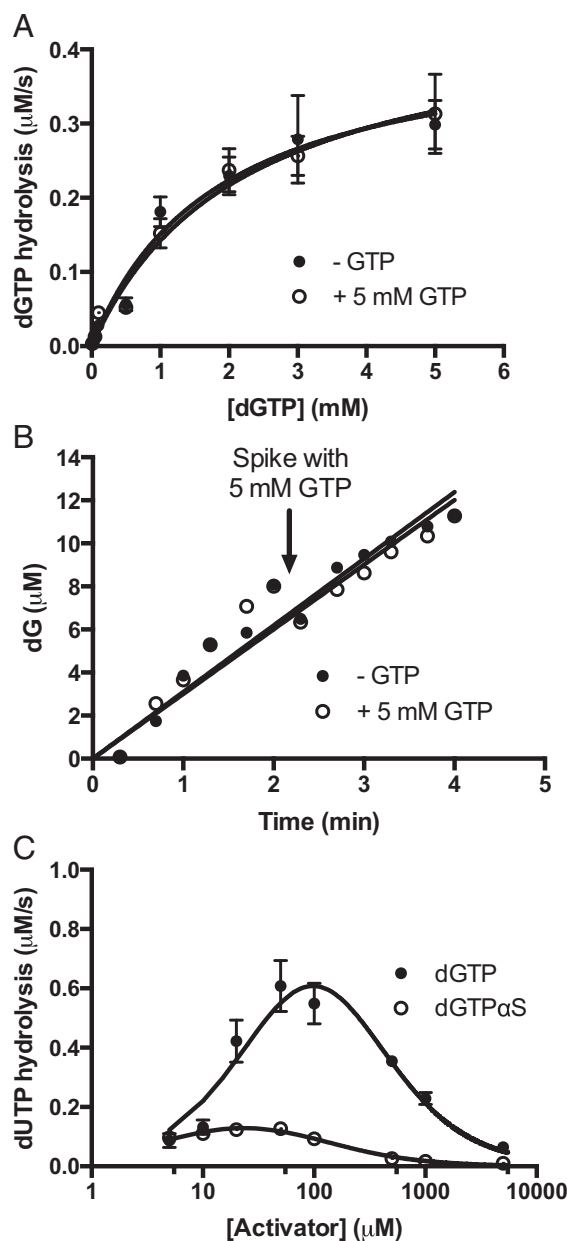 A
dGTP hydrolysis (μM/s)
0.4
0.3
0.2
0.1
0.0
0 1 2 3 4 5 6
[dGTP] (mM)
- GTP
+ 5 mM GTP
B
Spike with
5 mM GTP
dG (μM)
14
12
10
8
6
4
2
0
0 1 2 3 4 5
Time (min)
- GTP
+ 5 mM GTP
C
dUTP hydrolysis (μM/s)
1.0
0.8
0.6
0.4
0.2
0.0
1 10 100 1000 10000
[Activator] (μM)
dGTP
dGTPαS